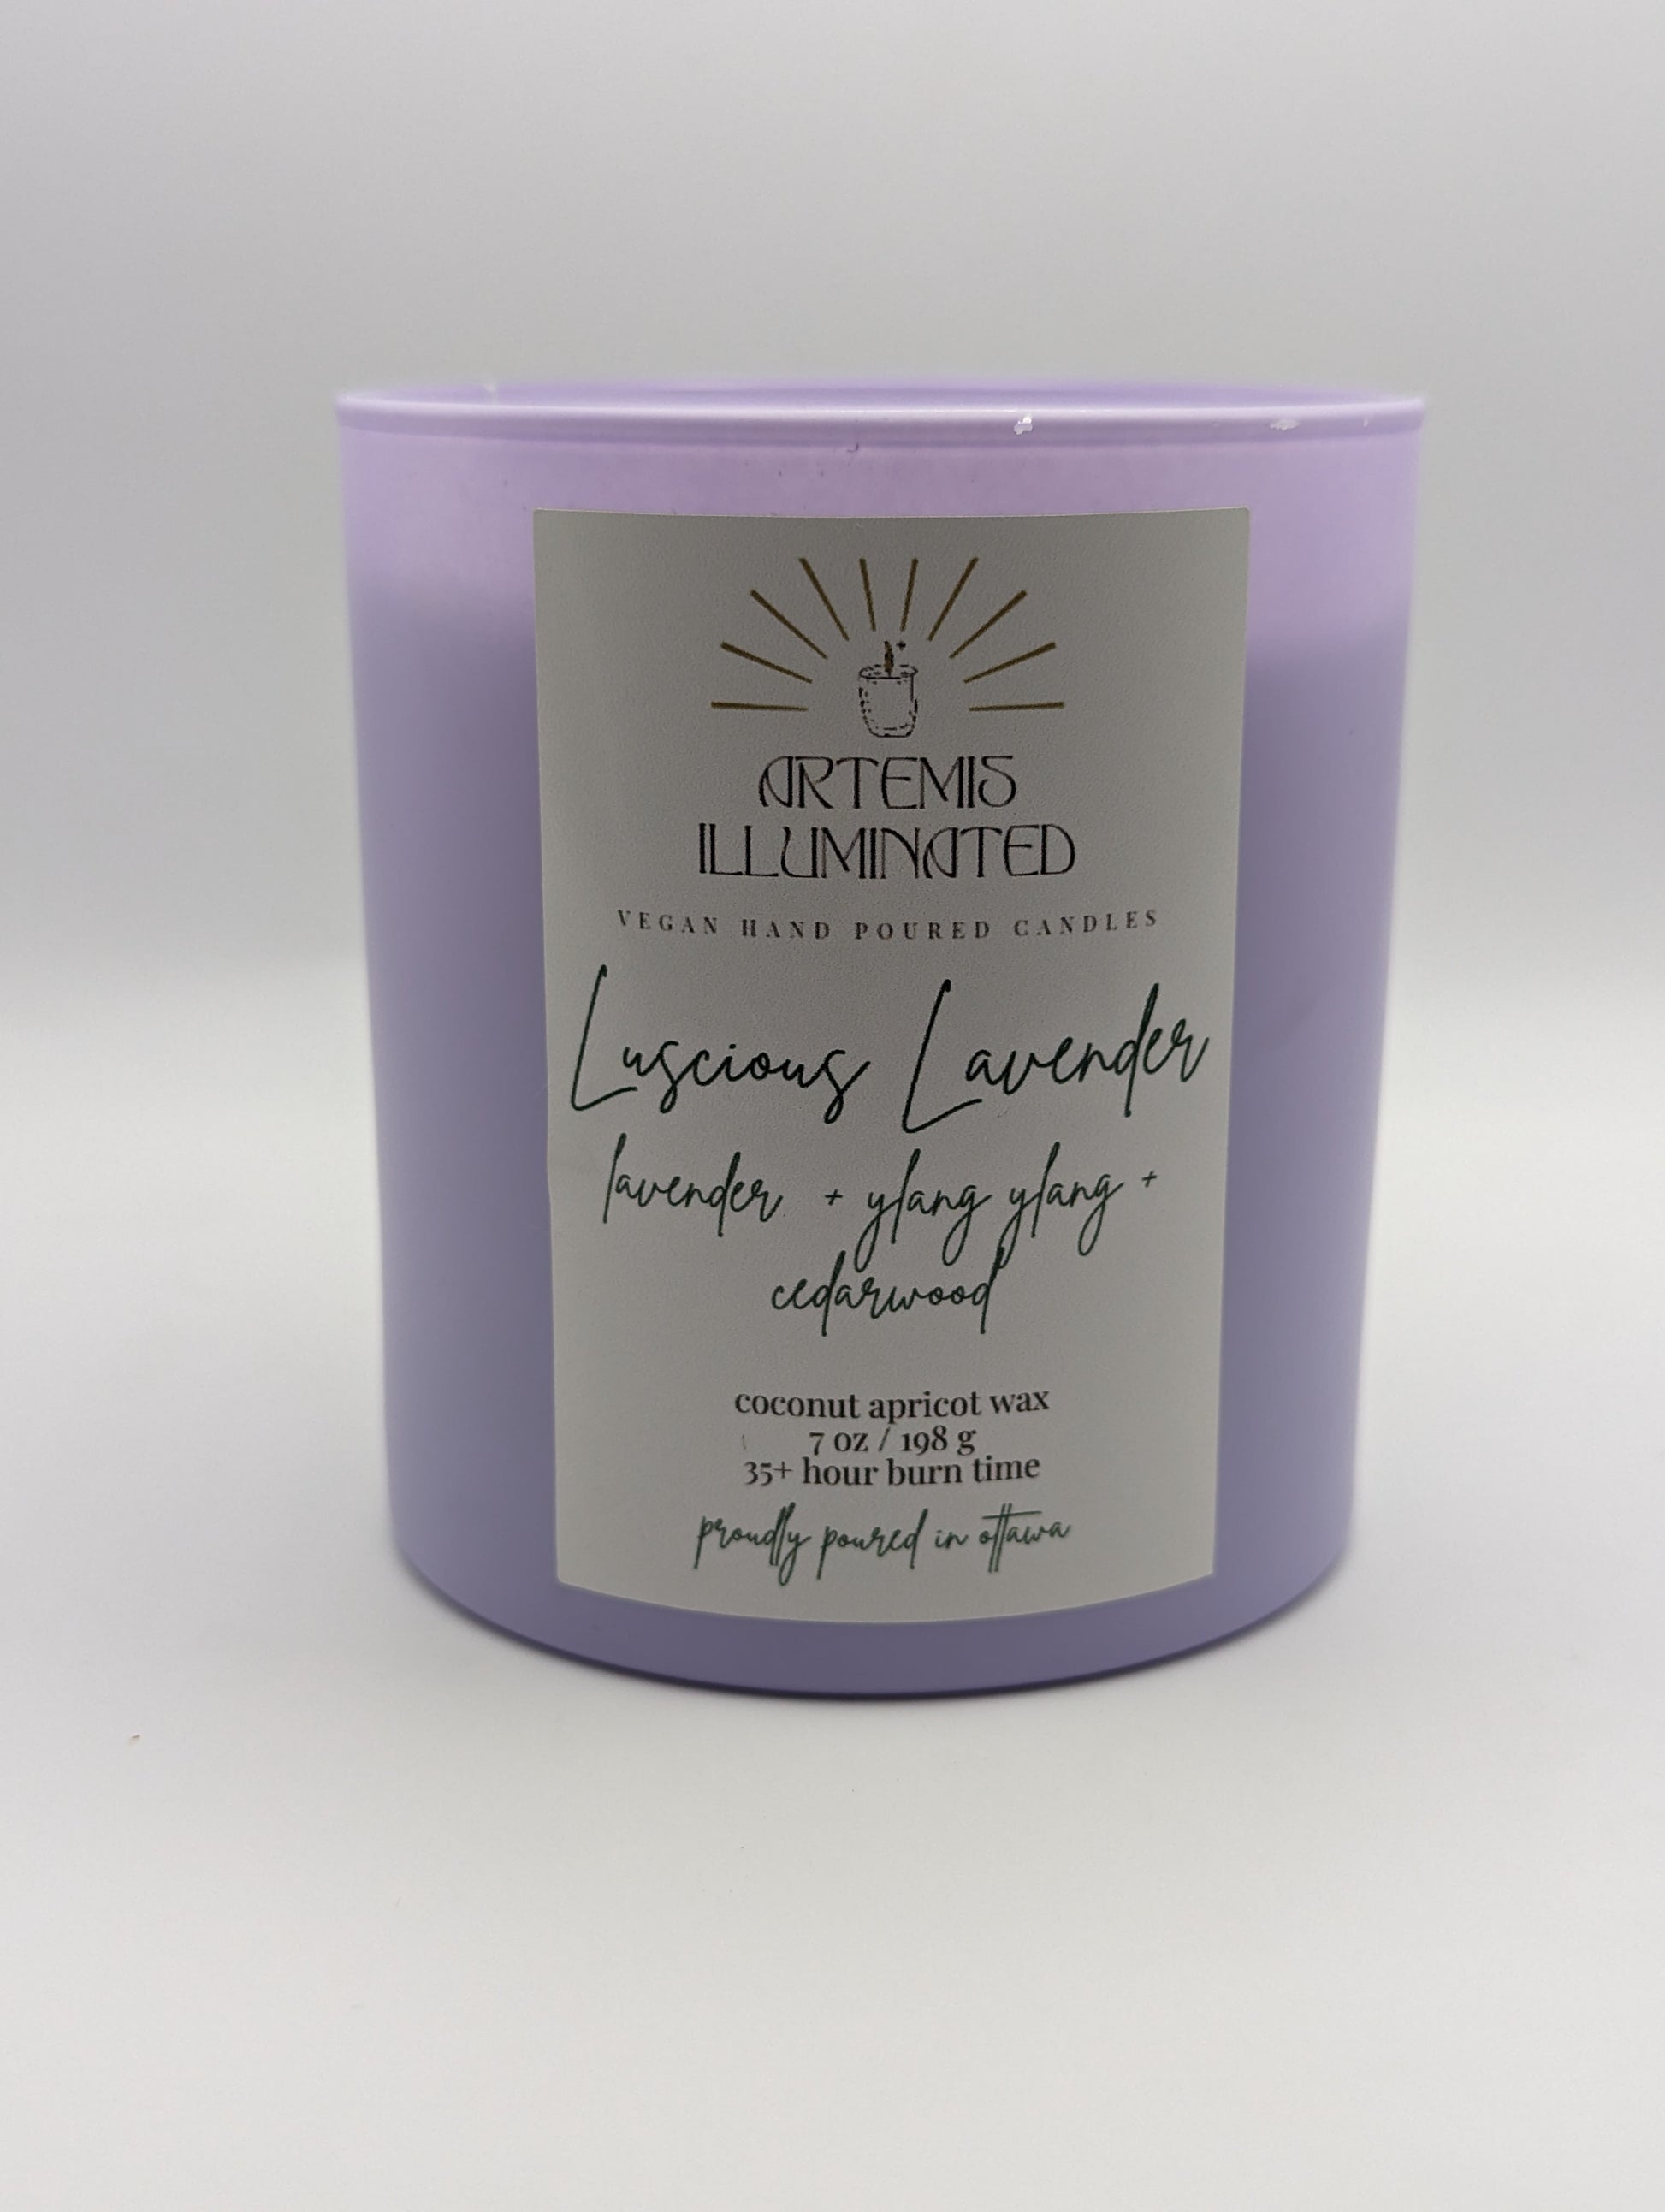 ARTEMIS
ILLUMINATED
VEGAN HAND POURED CANDLES
Luscious Lavender
lavender + ylang ylang +
cedarwood
coconut apricot wax
7 oz / 198 g
35+ hour burn time
proudly poured in ottawa